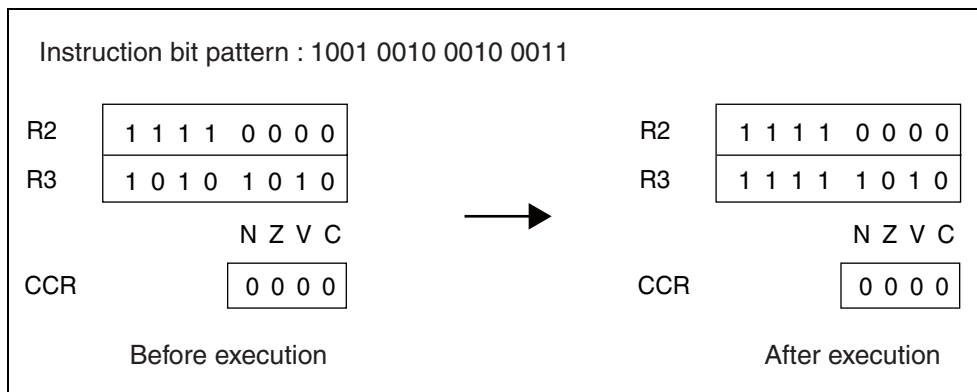 Instruction bit pattern : 1001 0010 0010 0011
R2 1 1 1 1 0 0 0 0
R3 1 0 1 0 1 0 1 0
N Z V C
CCR 0 0 0 0
Before execution
R2 1 1 1 1 0 0 0 0
R3 1 1 1 1 1 0 1 0
N Z V C
CCR 0 0 0 0
After execution